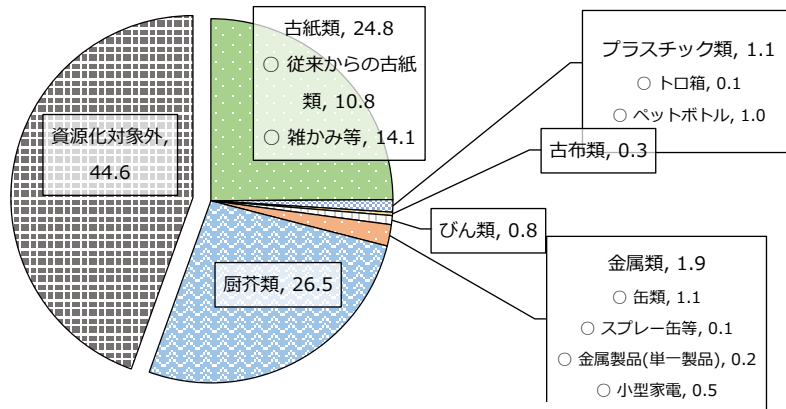 古紙類, 24.8
○ 従来からの古紙
類, 10.8
○ 雑かみ等, 14.1
プラスチック類, 1.1
○ トロ箱, 0.1
○ ペットボトル, 1.0
古布類, 0.3
びん類, 0.8
金属類, 1.9
○ 缶類, 1.1
○ スプレー缶等, 0.1
○ 金属製品(単一製品), 0.2
○ 小型家電, 0.5
厨芥類, 26.5
資源化対象外,
44.6